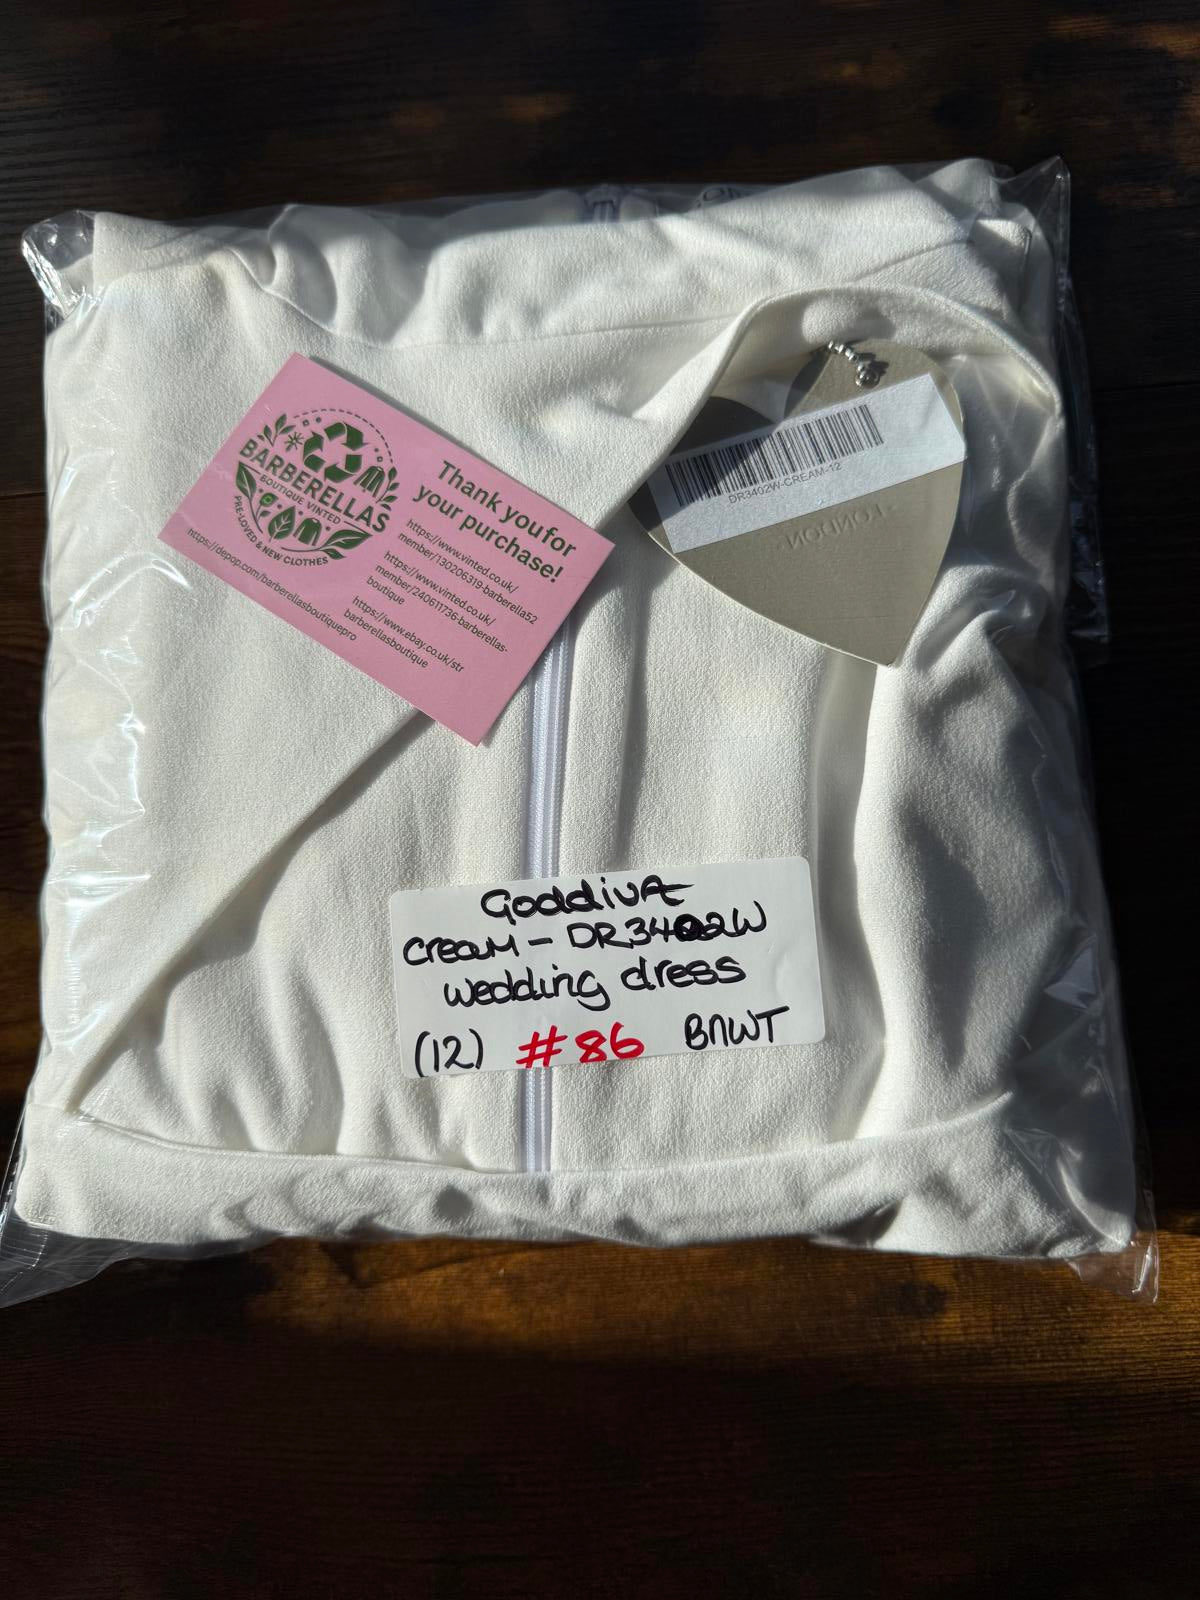 BARBERELLAS
BOUTIQUE VINTED
PRE-LOVED & NEW CLOTHES
https://depop.com/barberellasboutiquepro
Thank you for
your purchase!
https://www.vinted.co.uk/
member/130206319-barberella52
https://www.vinted.co.uk/
member/240611736-barberellas-
boutique
https://www.ebay.co.uk/str
barberellasboutique
DR3402W-CREAM-12
LONDON
Goddiva
cream - DR3402W
wedding dress
(12) #86 BNWT